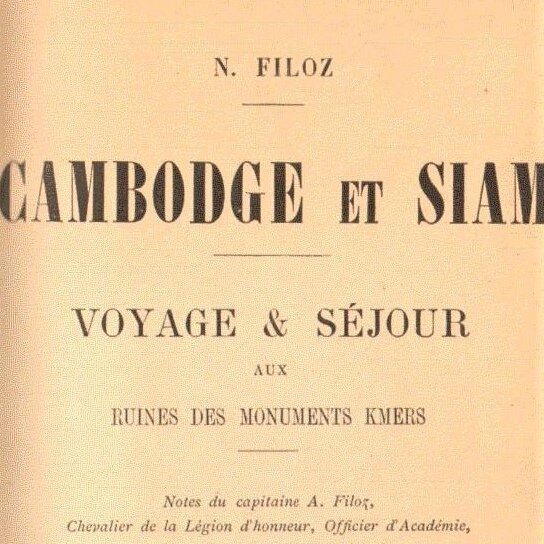 N. FILOZ
CAMBODGE ET SIAM
VOYAGE & SÉJOUR
AUX
RUINES DES MONUMENTS KMERS
Notes du capitaine A. Filoz,
Chevalier de la Légion d'honneur, Officier d'Académie,